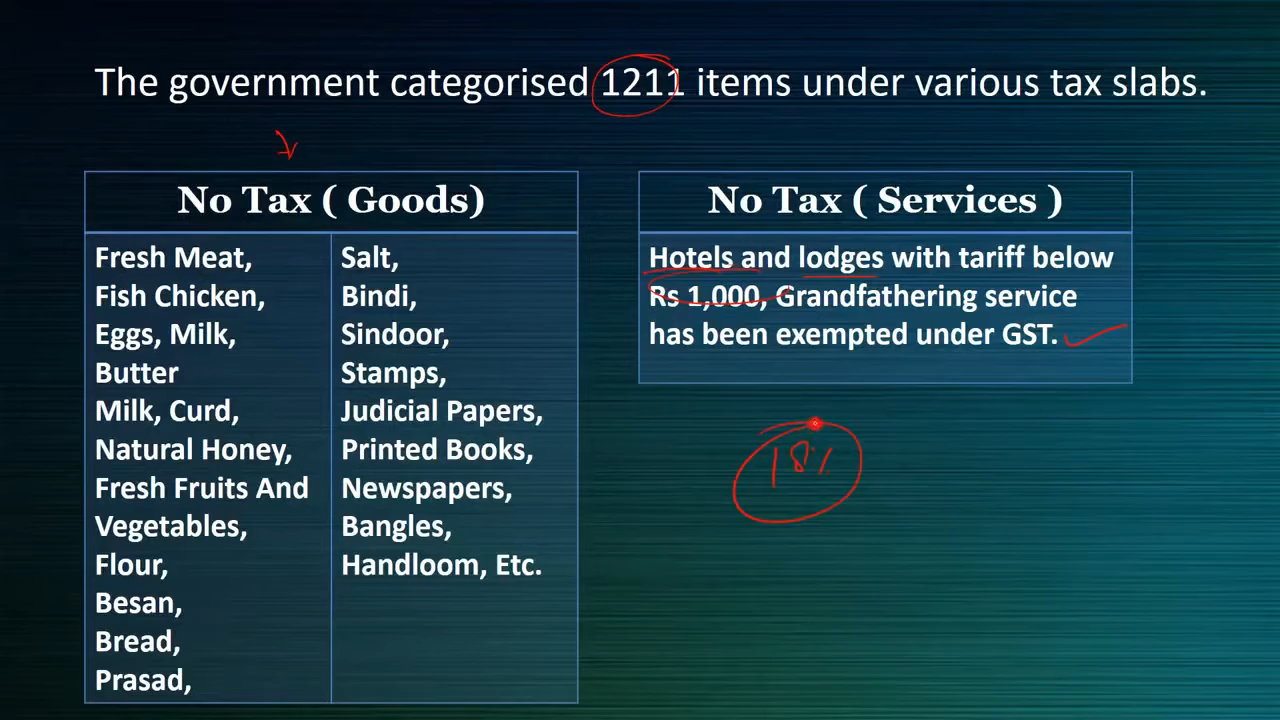 The government categorised 1211 items under various tax slabs.
No Tax ( Goods)
Fresh Meat,
Fish Chicken,
Eggs, Milk,
Butter
Milk, Curd,
Natural Honey,
Fresh Fruits And
Vegetables,
Flour,
Besan,
Bread,
Prasad,
Salt,
Bindi,
Sindoor,
Stamps,
Judicial Papers,
Printed Books,
Newspapers,
Bangles,
Handloom, Etc.
No Tax ( Services )
Hotels and lodges with tariff below
Rs 1,000, Grandfathering service
has been exempted under GST.
18%